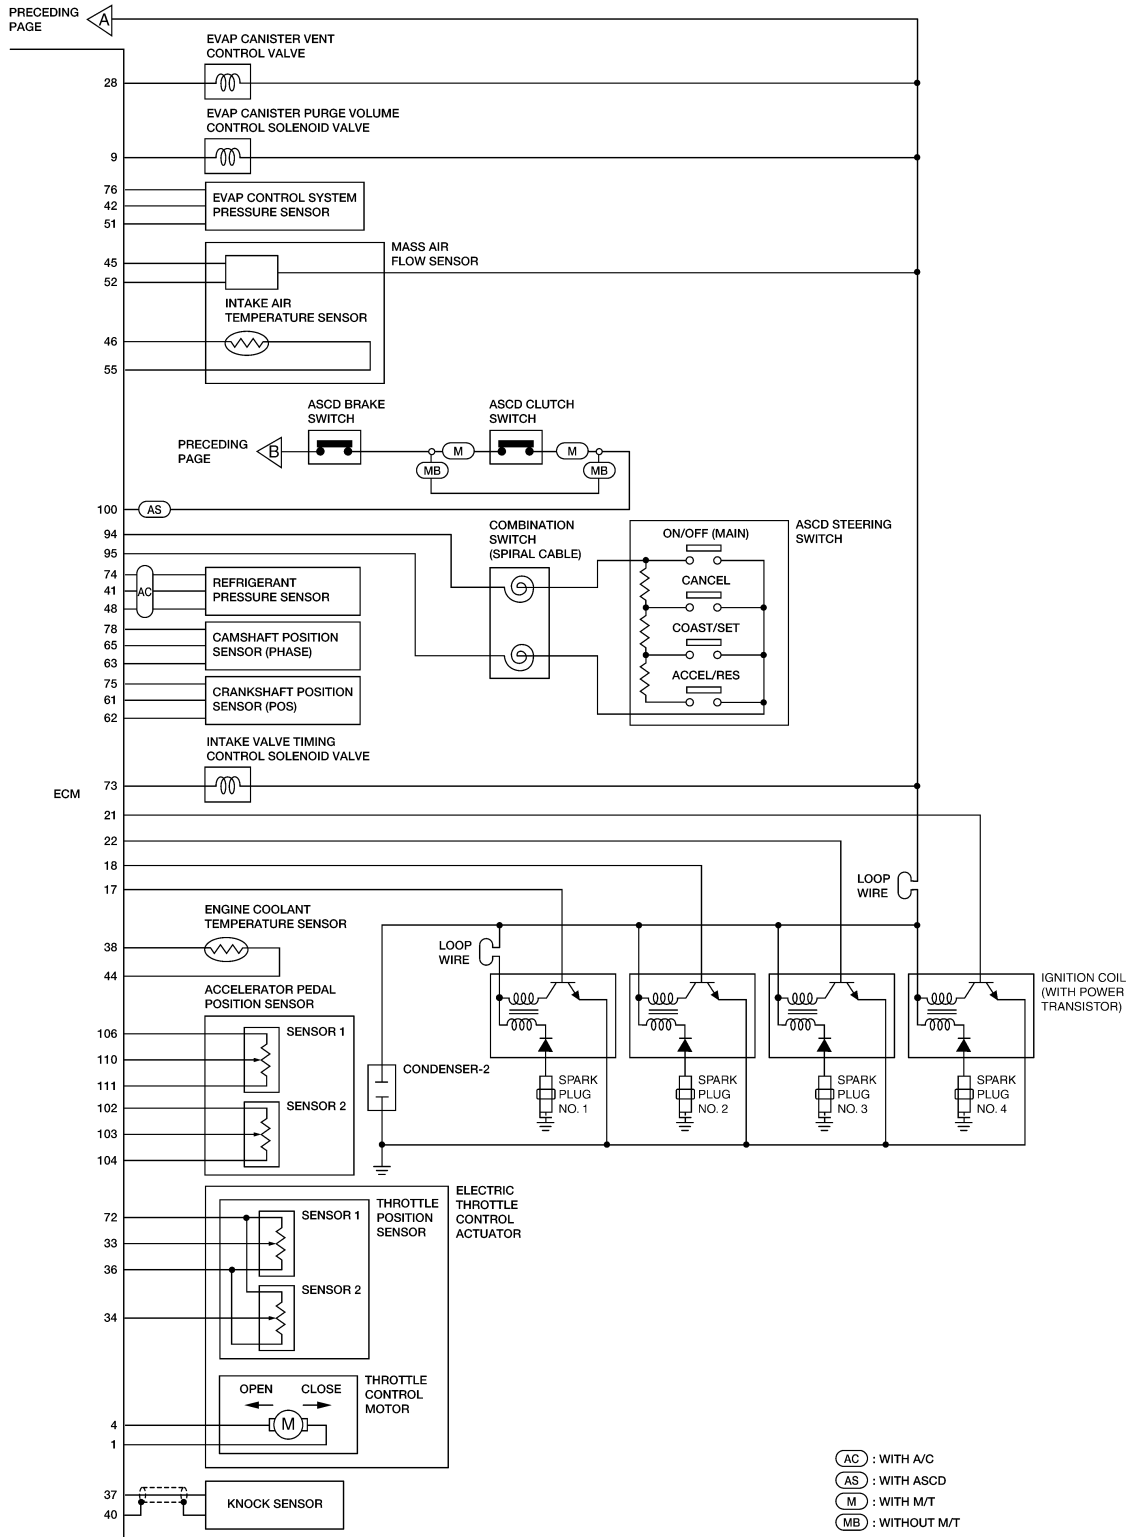 PRECEDING
PAGE
A
EVAP CANISTER VENT
CONTROL VALVE
28
EVAP CANISTER PURGE VOLUME
CONTROL SOLENOID VALVE
9
76
42
51
EVAP CONTROL SYSTEM
PRESSURE SENSOR
MASS AIR
FLOW SENSOR
45
52
INTAKE AIR
TEMPERATURE SENSOR
46
55
ASCD BRAKE
SWITCH
ASCD CLUTCH
SWITCH
PRECEDING
PAGE
B
M
M
MB
MB
100
AS
94
95
COMBINATION
SWITCH
(SPIRAL CABLE)
ASCD STEERING
SWITCH
ON/OFF (MAIN)
CANCEL
COAST/SET
ACCEL/RES
74
41
48
AC
REFRIGERANT
PRESSURE SENSOR
78
65
63
CAMSHAFT POSITION
SENSOR (PHASE)
75
61
62
CRANKSHAFT POSITION
SENSOR (POS)
INTAKE VALVE TIMING
CONTROL SOLENOID VALVE
73
ECM
21
22
18
17
LOOP
WIRE
ENGINE COOLANT
TEMPERATURE SENSOR
38
44
LOOP
WIRE
IGNITION COIL
(WITH POWER
TRANSISTOR)
ACCELERATOR PEDAL
POSITION SENSOR
106
110
111
SENSOR 1
102
103
104
SENSOR 2
CONDENSER-2
SPARK
PLUG
NO. 1
SPARK
PLUG
NO. 2
SPARK
PLUG
NO. 3
SPARK
PLUG
NO. 4
72
33
36
34
SENSOR 1
SENSOR 2
THROTTLE
POSITION
SENSOR
ELECTRIC
THROTTLE
CONTROL
ACTUATOR
OPEN
CLOSE
M
THROTTLE
CONTROL
MOTOR
4
1
37
40
KNOCK SENSOR
AC : WITH A/C
AS : WITH ASCD
M : WITH M/T
MB : WITHOUT M/T